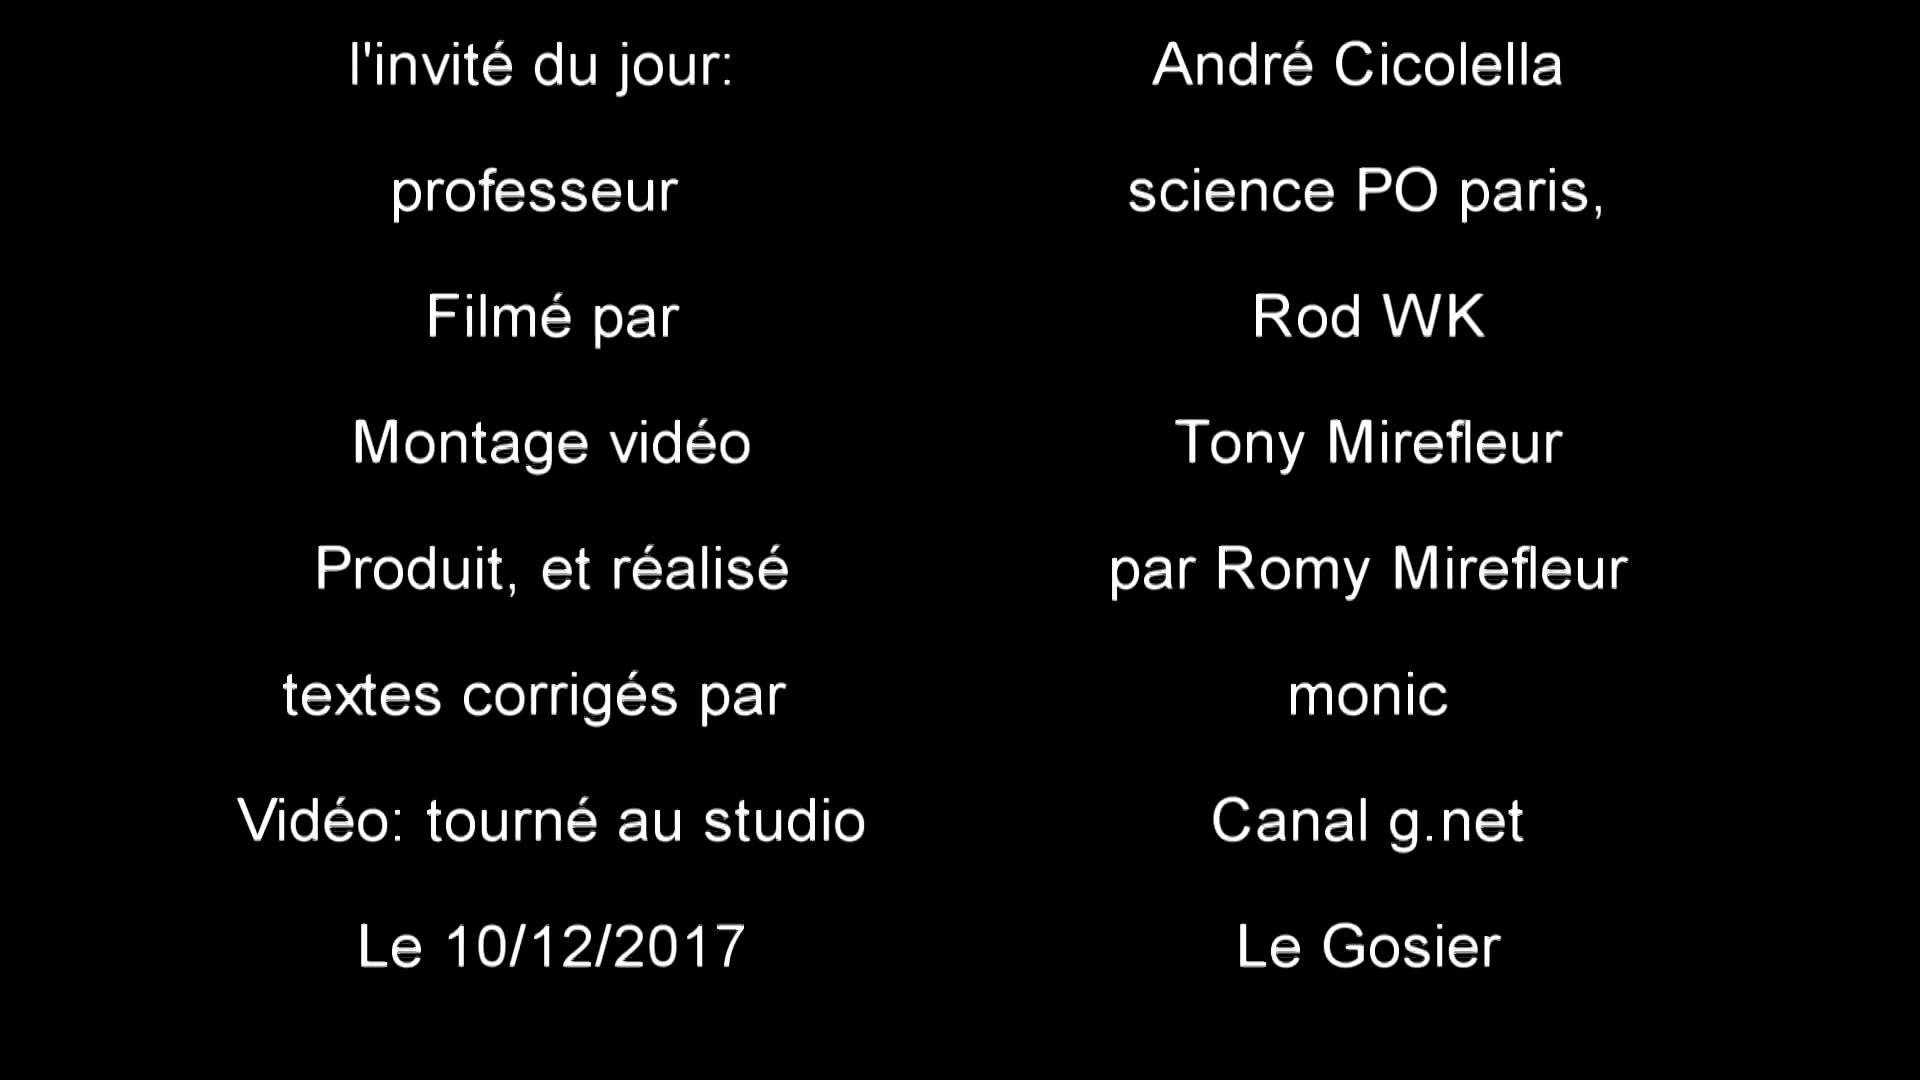 l'invité du jour: André Cicolella
professeur science PO paris,
Filmé par Rod WK
Montage vidéo Tony Mirefleur
Produit, et réalisé par Romy Mirefleur
textes corrigés par monic
Vidéo: tourné au studio Canal g.net
Le 10/12/2017 Le Gosier